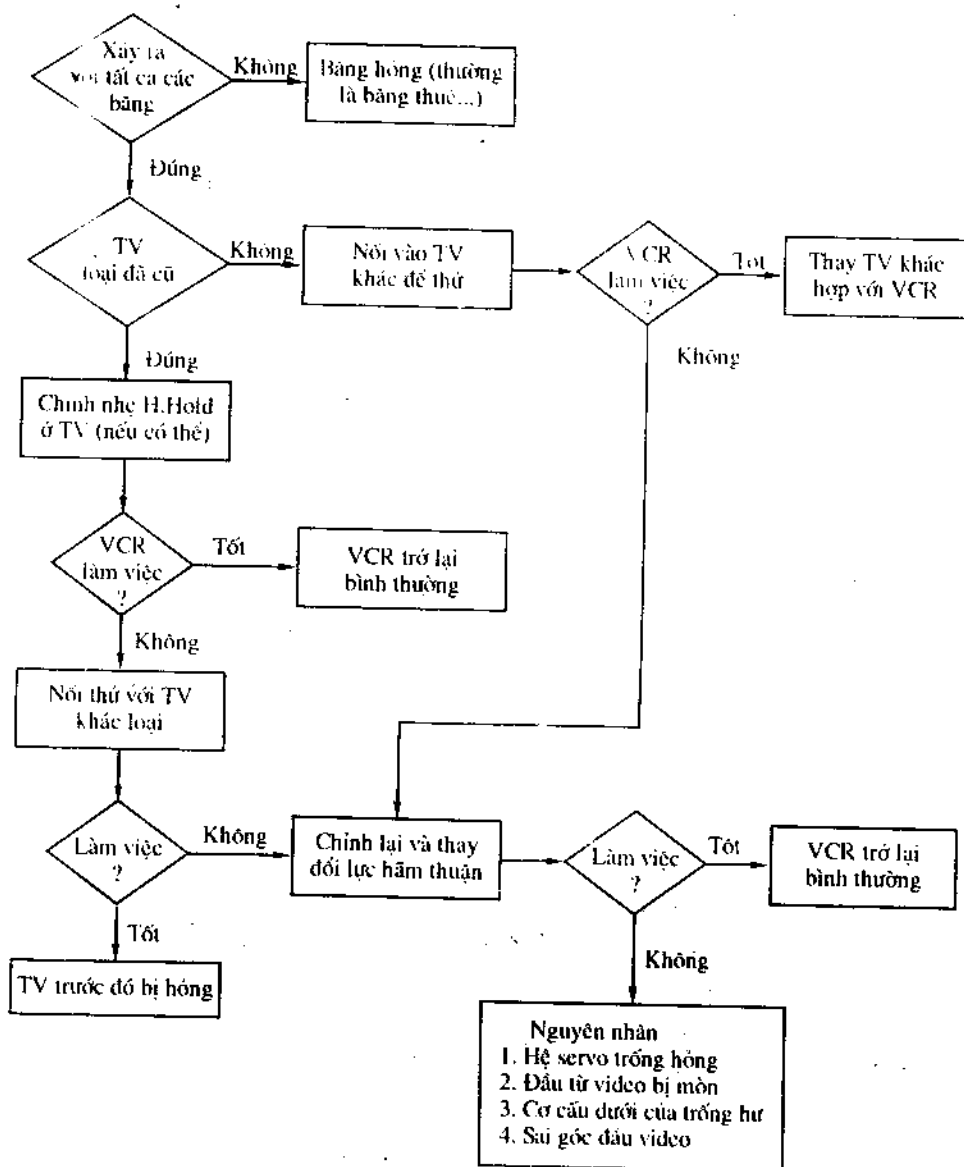 Xảy ra
với tất cả các
băng
Không
Băng hỏng (thường
là băng thuê...)
Đúng
TV
loại đã cũ
Không
Nối vào TV
khác để thử
VCR
làm việc
?
Tốt
Thay TV khác
hợp với VCR
Không
Đúng
Chỉnh nhẹ H.Hold
ở TV (nếu có thể)
VCR
làm việc
?
Tốt
VCR trở lại
bình thường
Không
Nối thử với TV
khác loại
Làm việc
?
Không
Chỉnh lại và thay
đổi lực hãm thuận
Làm việc
?
Tốt
VCR trở lại
bình thường
Tốt
TV trước đó bị hỏng
Không
Nguyên nhân
1. Hệ servo trống hỏng
2. Đầu từ video bị mòn
3. Cơ cấu dưới của trống hư
4. Sai góc đầu video